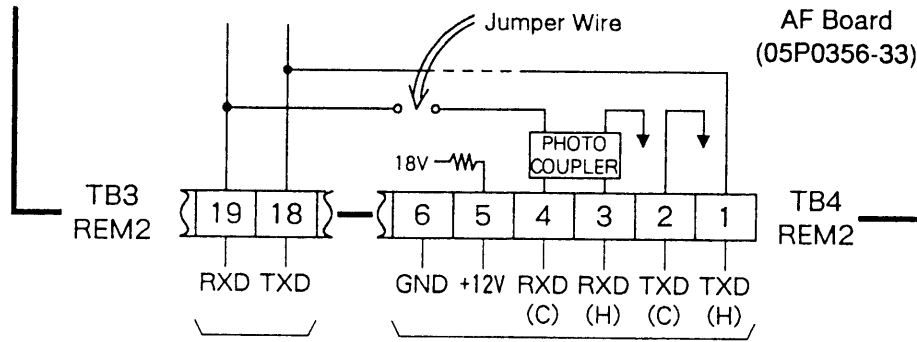 Jumper Wire
AF Board
(05P0356-33)
PHOTO
COUPLER
18V
TB3
REM2
19 18
6 5 4 3 2 1
TB4
REM2
RXD TXD
GND +12V RXD RXD TXD TXD
(C) (H) (C) (H)